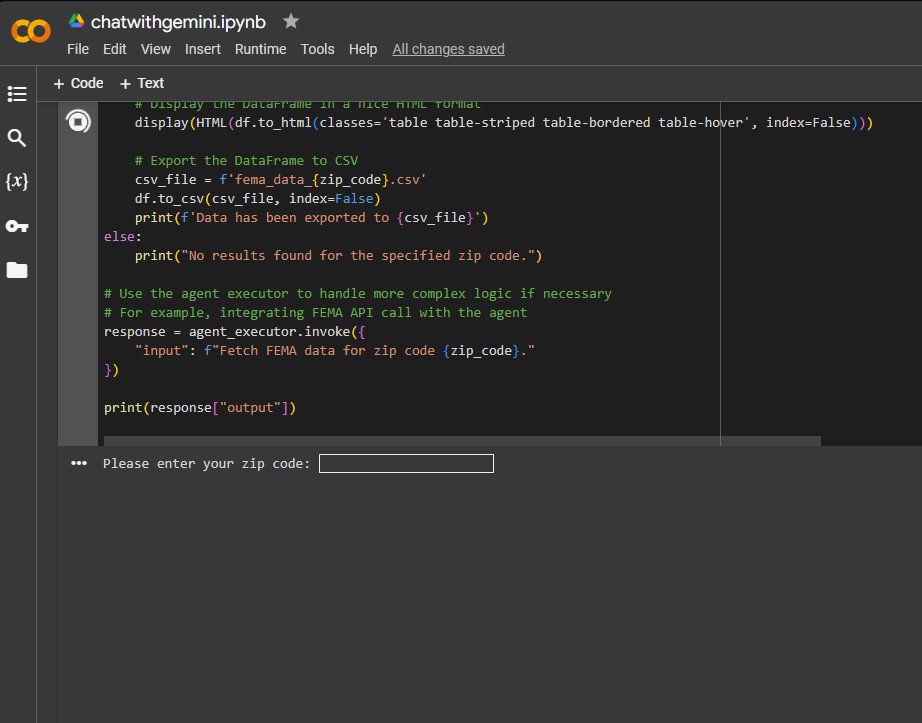 chatwithgemini.ipynb
File Edit View Insert Runtime Tools Help All changes saved
+ Code + Text
# Display the DataFrame in a nice HTML format
display(HTML(df.to_html(classes='table table-striped table-bordered table-hover', index=False)))
# Export the DataFrame to CSV
csv_file = f'fema_data_{zip_code}.csv'
df.to_csv(csv_file, index=False)
print(f'Data has been exported to {csv_file}')
else:
print("No results found for the specified zip code.")
# Use the agent executor to handle more complex logic if necessary
# For example, integrating FEMA API call with the agent
response = agent_executor.invoke({
"input": f"Fetch FEMA data for zip code {zip_code}."
})
print(response["output"])
Please enter your zip code: